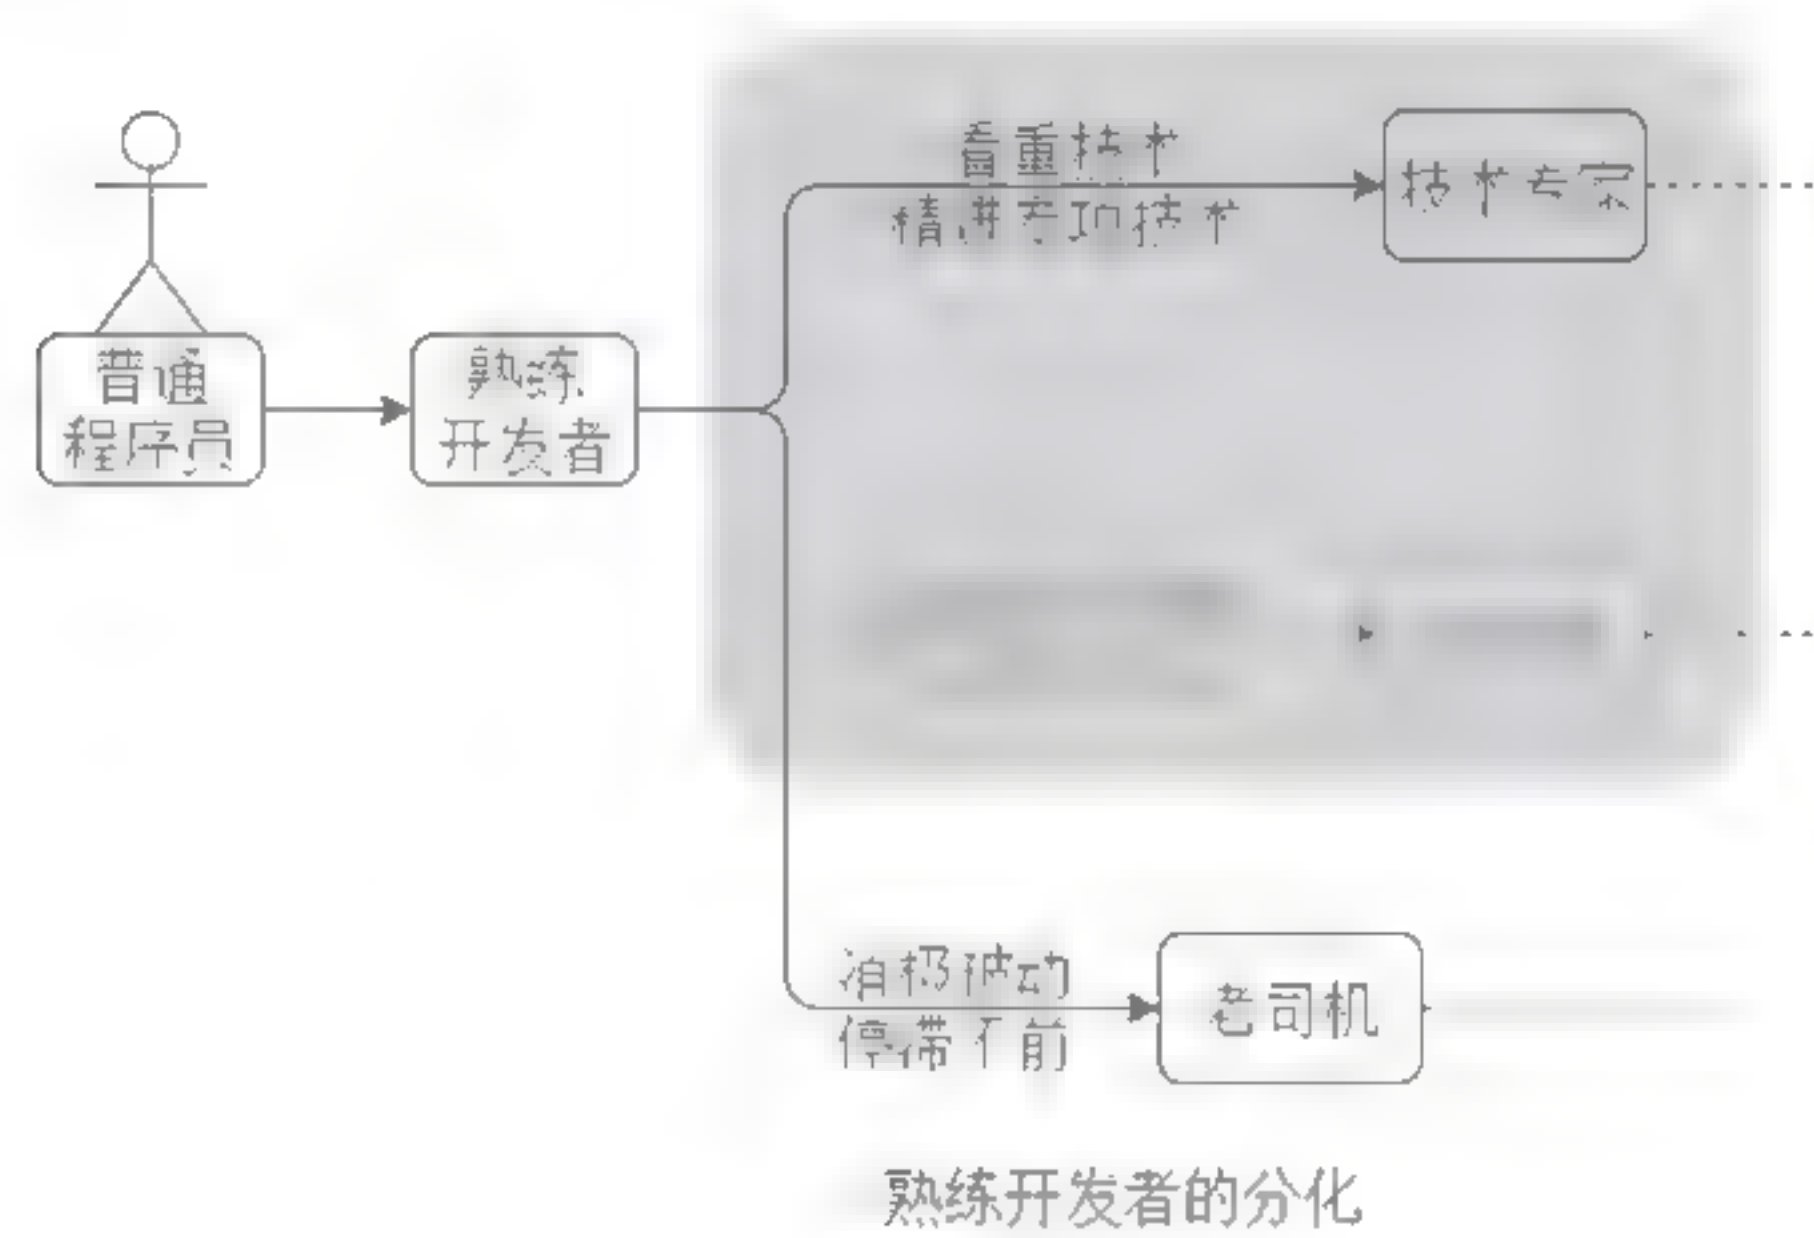 看重技术
精进专项技术
技术专家
普通
程序员
熟练
开发者
消极被动
停滞不前
老司机
熟练开发者的分化